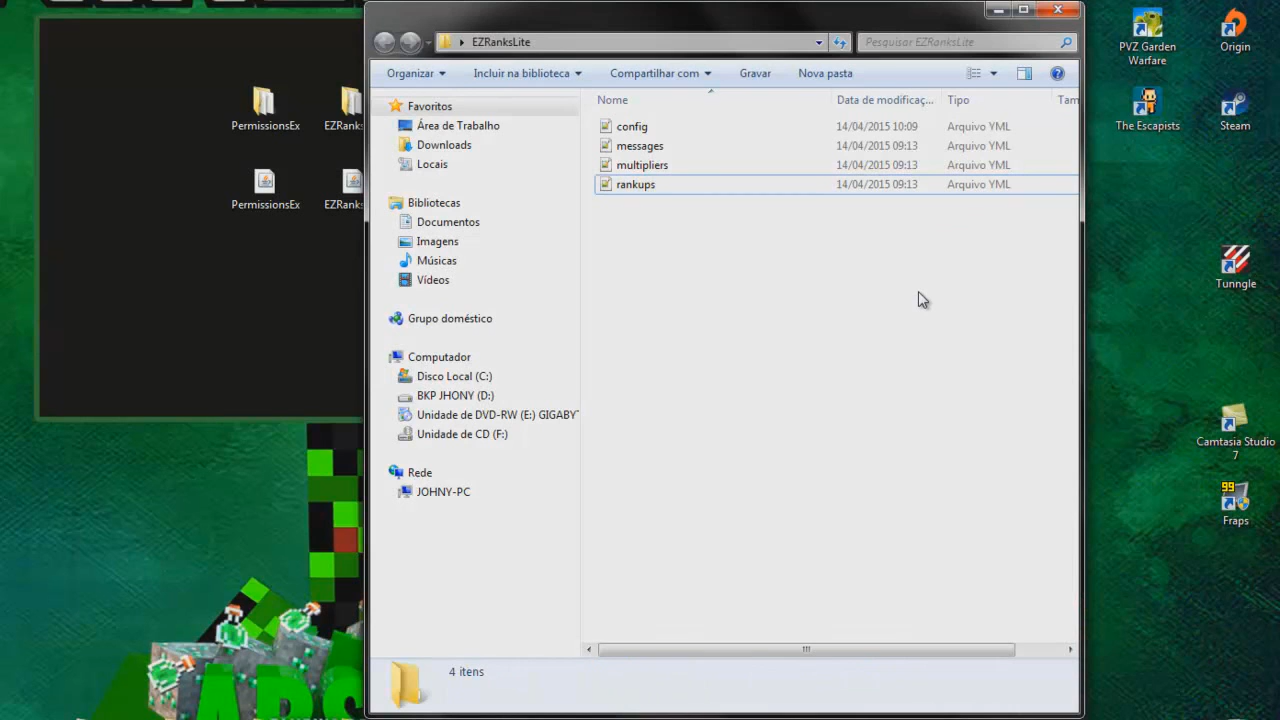 EZRanksLite
Pesquisar EZRanksLite
Organizar
Incluir na biblioteca
Compartilhar com
Gravar
Nova pasta
Favoritos
Área de Trabalho
Downloads
Locais
Bibliotecas
Documentos
Imagens
Músicas
Vídeos
Grupo doméstico
Computador
Disco Local (C:)
BKP JHONY (D:)
Unidade de DVD-RW (E:) GIGABY
Unidade de CD (F:)
Rede
JOHNY-PC
Nome
Data de modificaç...
Tipo
Tam
config 14/04/2015 10:09 Arquivo YML
messages 14/04/2015 09:13 Arquivo YML
multipliers 14/04/2015 09:13 Arquivo YML
rankups 14/04/2015 09:13 Arquivo YML
4 itens
PermissionsEx
EZRank
PermissionsEx
EZRanks
PVZ Garden
Warfare
Origin
The Escapists
Steam
Tunngle
Camtasia Studio
7
99
Fraps